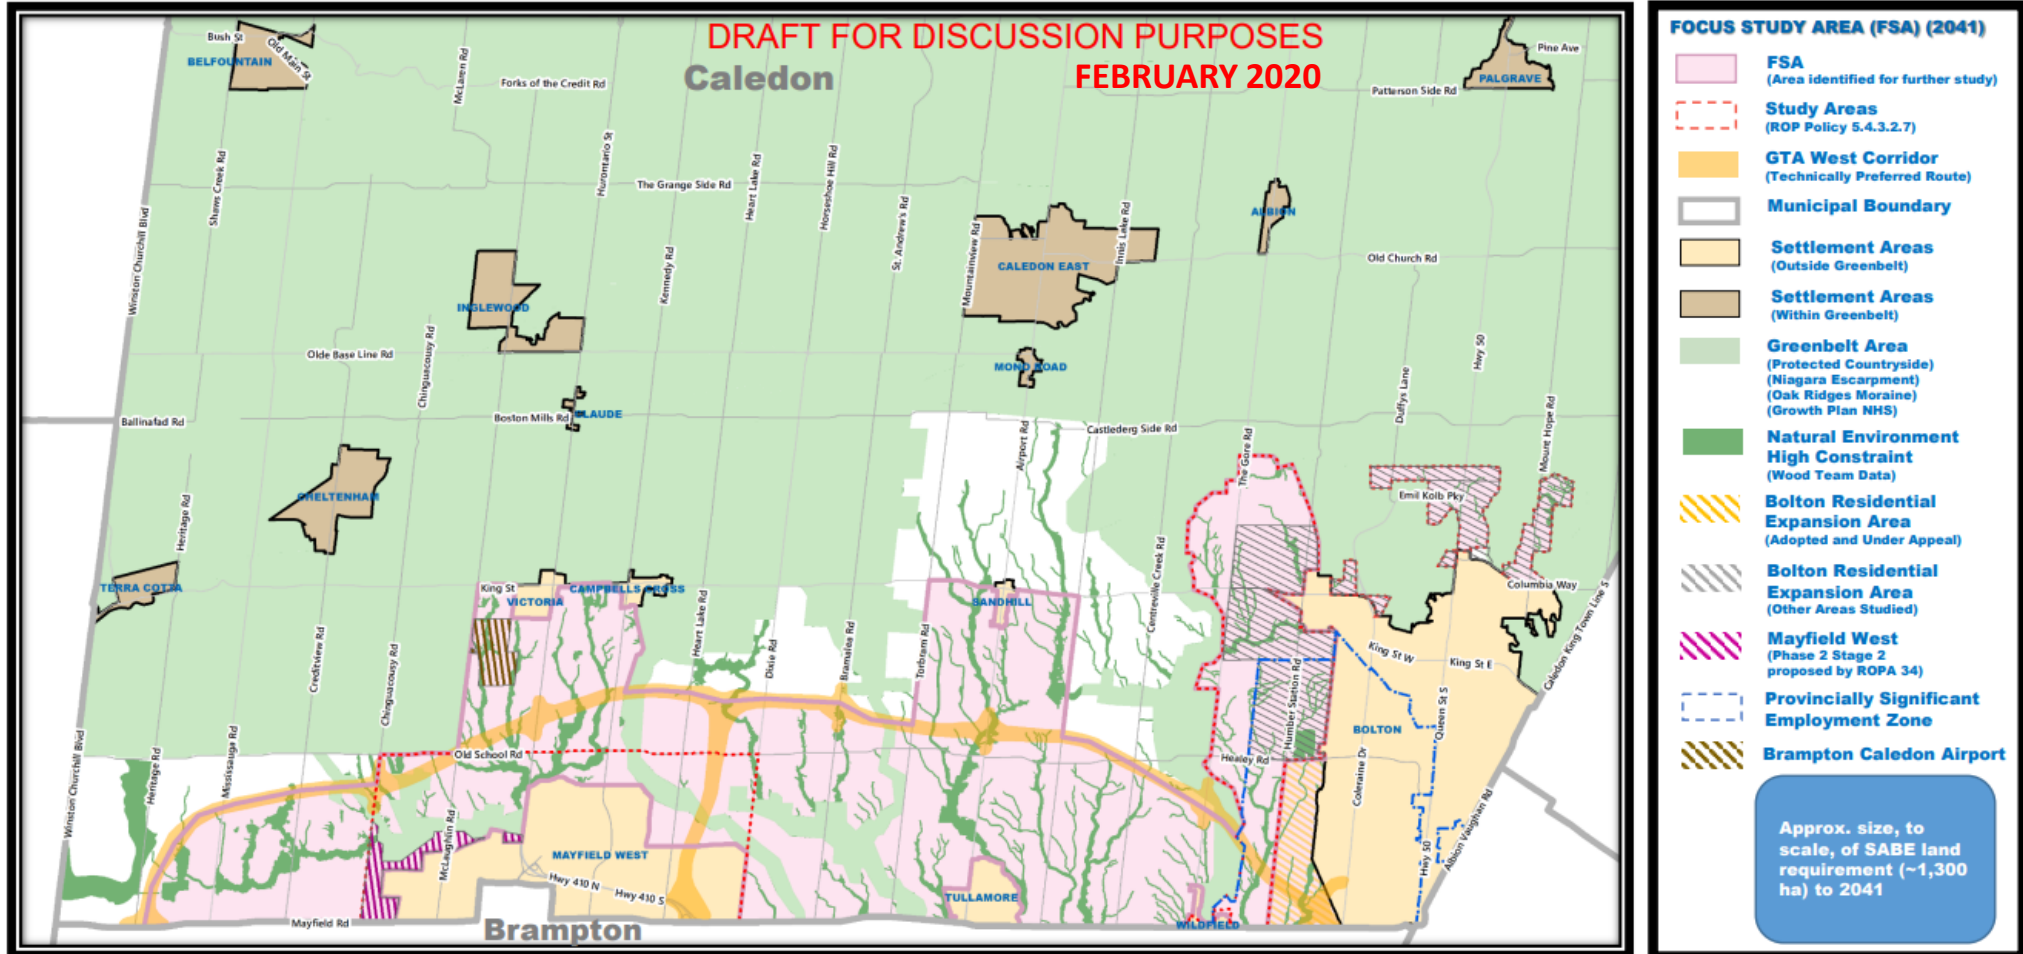 DRAFT FOR DISCUSSION PURPOSES
FEBRUARY 2020
Caledon
Bush St
Old Main St
BELFOUNTAIN
McLaren Rd
Forks of the Credit Rd
Patterson Side Rd
Pine Ave
PALGRAVE
Winston Churchill Blvd
Shaws Creek Rd
Hurontario St
The Grange Side Rd
Heart Lake Rd
Horseshoe Hill Rd
St. Andrew's Rd
Kennedy Rd
Mountainview Rd
CALEDON EAST
Innis Lake Rd
ALBION
Old Church Rd
INGLEWOOD
Olde Base Line Rd
Chinguacousy Rd
MONO ROAD
Hwy 50
Duffys Lane
Mount Hope Rd
Ballinafad Rd
Boston Mills Rd
CLAUDE
Airport Rd
Castlederg Side Rd
The Gore Rd
CHELTENHAM
Heritage Rd
Emil Kolb Pky
TERRA COTTA
King St
VICTORIA
CAMPBELLS CROSS
SANDHILL
Centreville Creek Rd
Columbia Way
Caledon King Town Line S
Creditview Rd
Chinguacousy Rd
Heart Lake Rd
Dixie Rd
Bramalea Rd
Torbram Rd
King St W
King St E
Humber Station Rd
Queen St S
BOLTON
Winston Churchill Blvd
Heritage Rd
Mississauga Rd
Old School Rd
Healey Rd
Coleraine Dr
McLaughlin Rd
MAYFIELD WEST
Hwy 410 N
Hwy 410 S
TULLAMORE
WILDFIELD
Hwy 50
Albion Vaughan Rd
Mayfield Rd
Brampton
FOCUS STUDY AREA (FSA) (2041)
FSA
(Area identified for further study)
Study Areas
(ROP Policy 5.4.3.2.7)
GTA West Corridor
(Technically Preferred Route)
Municipal Boundary
Settlement Areas
(Outside Greenbelt)
Settlement Areas
(Within Greenbelt)
Greenbelt Area
(Protected Countryside)
(Niagara Escarpment)
(Oak Ridges Moraine)
(Growth Plan NHS)
Natural Environment
High Constraint
(Wood Team Data)
Bolton Residential
Expansion Area
(Adopted and Under Appeal)
Bolton Residential
Expansion Area
(Other Areas Studied)
Mayfield West
(Phase 2 Stage 2
proposed by ROPA 34)
Provincially Significant
Employment Zone
Brampton Caledon Airport
Approx. size, to
scale, of SABE land
requirement (~1,300
ha) to 2041